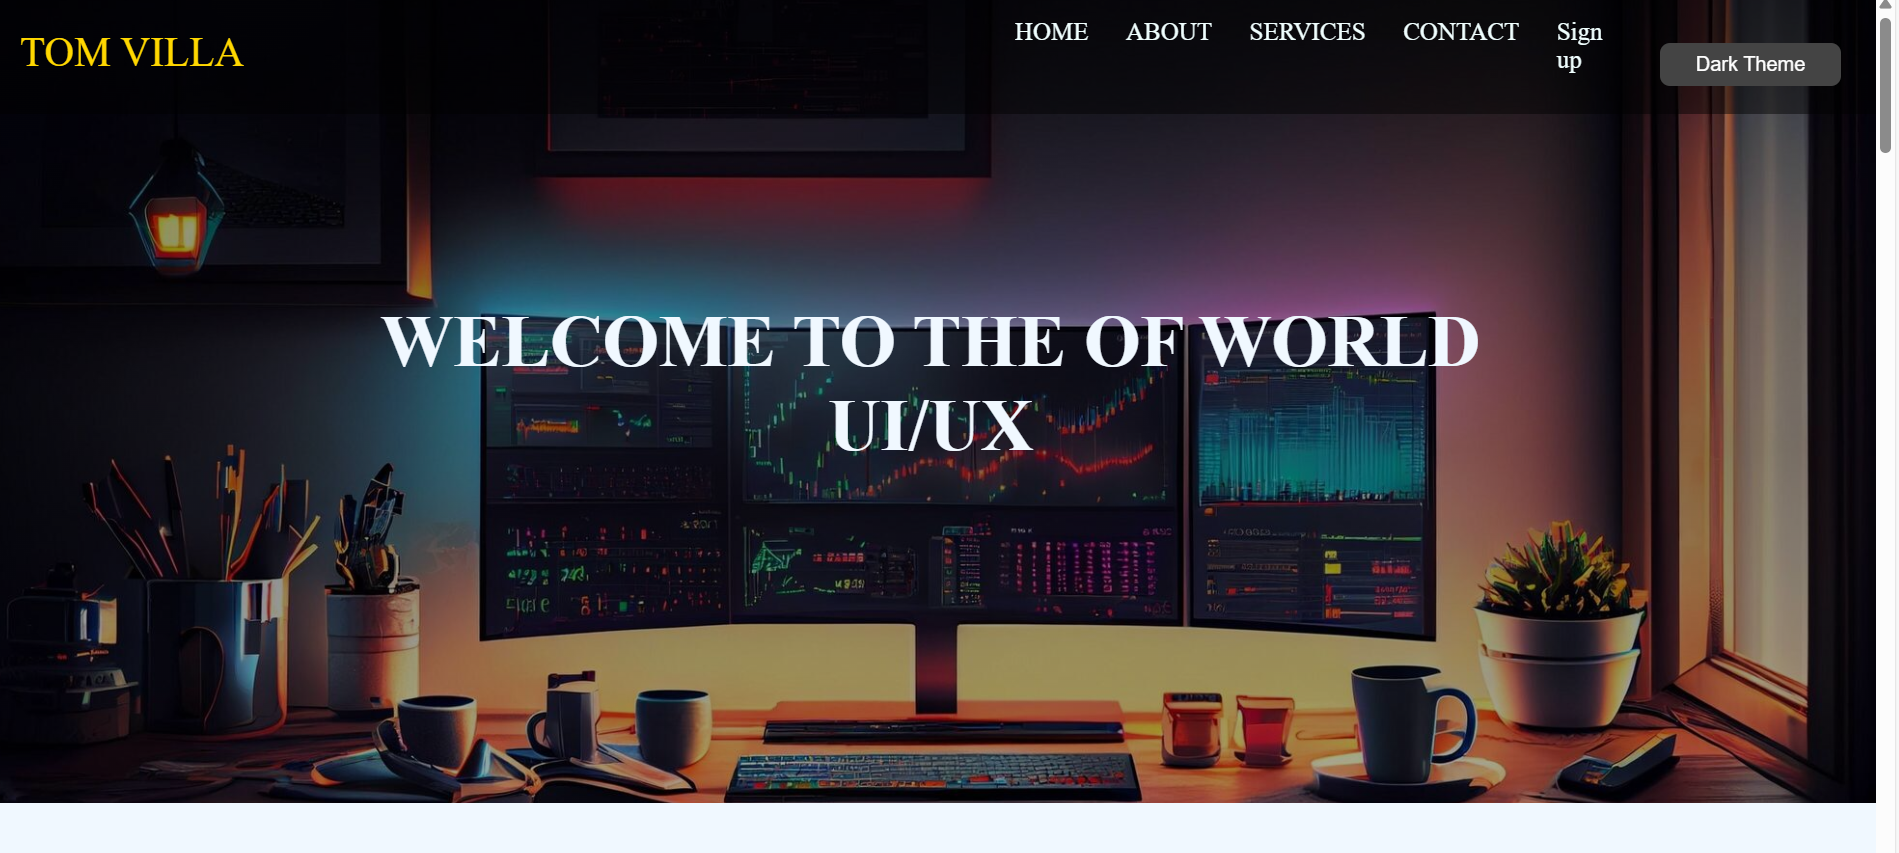 TOM VILLA
HOME ABOUT SERVICES CONTACT Sign
up
Dark Theme
WELCOME TO THE OF WORLD
UI/UX